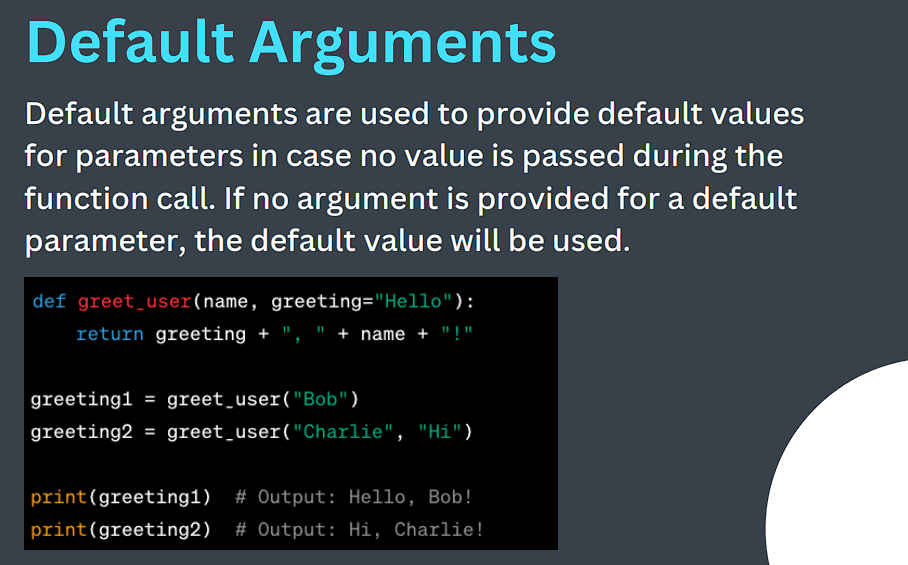 Default Arguments
Default arguments are used to provide default values
for parameters in case no value is passed during the
function call. If no argument is provided for a default
parameter, the default value will be used.
def greet_user(name, greeting="Hello"):
    return greeting + ", " + name + "!"
greeting1 = greet_user("Bob")
greeting2 = greet_user("Charlie", "Hi")
print(greeting1)  # Output: Hello, Bob!
print(greeting2)  # Output: Hi, Charlie!